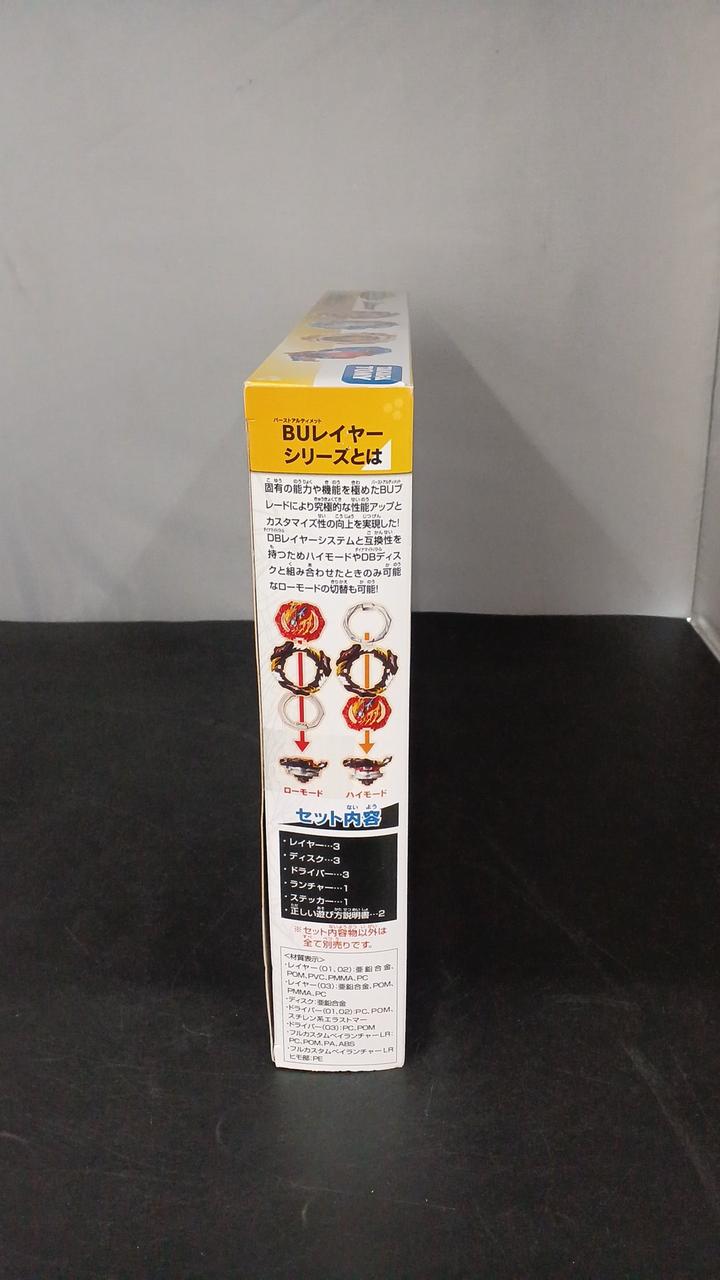 TAKARA TOMY
バーストアルティメット
BUレイヤー
シリーズとは
固有の能力や機能を極めたBUブ
レードにより究極的な性能アップと
カスタマイズ性の向上を実現した!
DBレイヤーシステムと互換性を
持つためハイモードやDBディス
クと組み合わせたときのみ可能
なローモードの切替も可能!
ローモード ハイモード
セット内容
・レイヤー…3
・ディスク…3
・ドライバー…3
・ランチャー…1
・ステッカー…1
・正しい遊び方説明書…2
※セット内容物以外は
全て別売りです。
<材質表示>
・レイヤー(01、02):亜鉛合金、
POM、PVC、PMMA、PC
・レイヤー(03):亜鉛合金、POM、
PMMA、PC
・ディスク:亜鉛合金
・ドライバー(01、02):PC、POM、
スチレン系エラストマー
・ドライバー(03):PC、POM
・フルカスタムベイランチャーLR:
PC、POM、PA、ABS
・フルカスタムベイランチャーLR
ヒモ部:PE